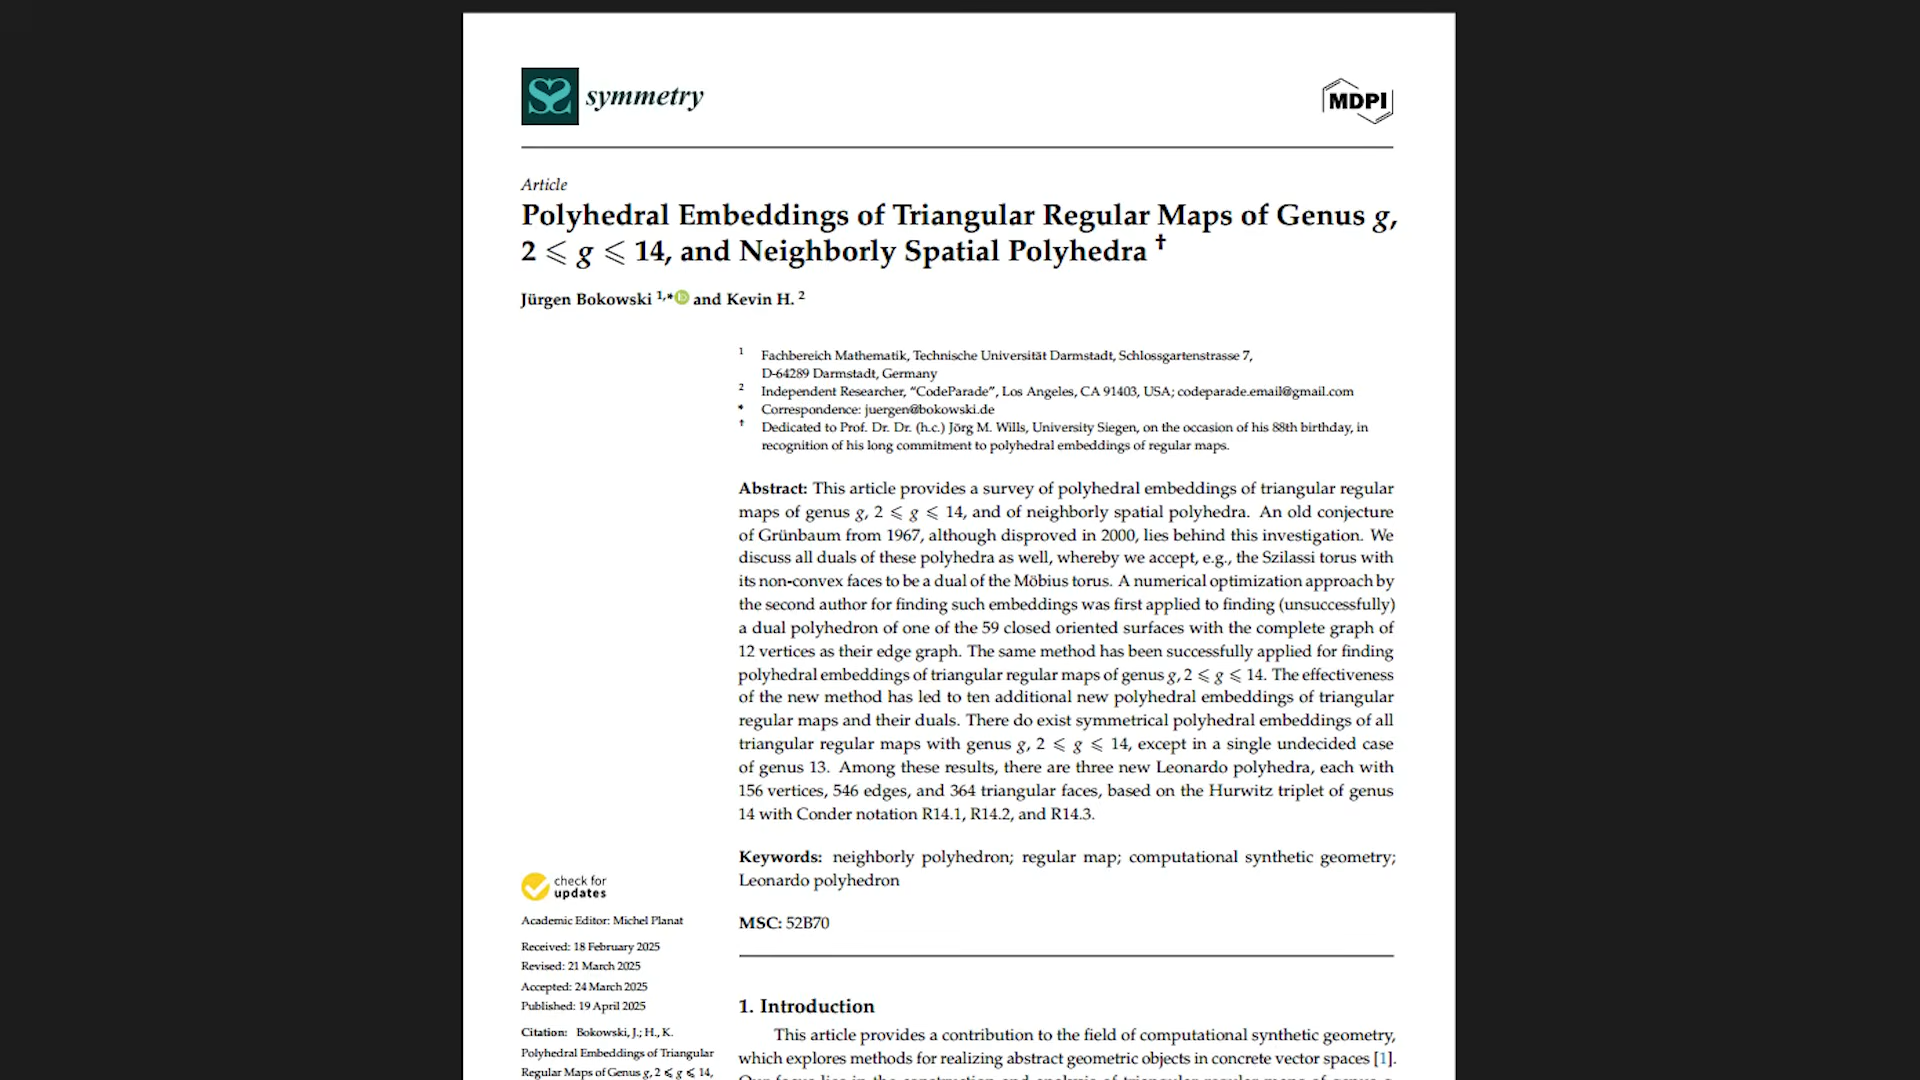 symmetry
MDPI
Article
Polyhedral Embeddings of Triangular Regular Maps of Genus g,
2 ⩽ g ⩽ 14, and Neighborly Spatial Polyhedra †
Jürgen Bokowski 1,* and Kevin H. 2
1 Fachbereich Mathematik, Technische Universität Darmstadt, Schlossgartenstrasse 7,
D-64289 Darmstadt, Germany
2 Independent Researcher, “CodeParade”, Los Angeles, CA 91403, USA; codeparade.email@gmail.com
* Correspondence: juergen@bokowski.de
† Dedicated to Prof. Dr. Dr. (h.c.) Jörg M. Wills, University Siegen, on the occasion of his 88th birthday, in
recognition of his long commitment to polyhedral embeddings of regular maps.
Abstract: This article provides a survey of polyhedral embeddings of triangular regular
maps of genus g, 2 ⩽ g ⩽ 14, and of neighborly spatial polyhedra. An old conjecture
of Grünbaum from 1967, although disproved in 2000, lies behind this investigation. We
discuss all duals of these polyhedra as well, whereby we accept, e.g., the Szilassi torus with
its non-convex faces to be a dual of the Möbius torus. A numerical optimization approach by
the second author for finding such embeddings was first applied to finding (unsuccessfully)
a dual polyhedron of one of the 59 closed oriented surfaces with the complete graph of
12 vertices as their edge graph. The same method has been successfully applied for finding
polyhedral embeddings of triangular regular maps of genus g, 2 ⩽ g ⩽ 14. The effectiveness
of the new method has led to ten additional new polyhedral embeddings of triangular
regular maps and their duals. There do exist symmetrical polyhedral embeddings of all
triangular regular maps with genus g, 2 ⩽ g ⩽ 14, except in a single undecided case
of genus 13. Among these results, there are three new Leonardo polyhedra, each with
156 vertices, 546 edges, and 364 triangular faces, based on the Hurwitz triplet of genus
14 with Conder notation R14.1, R14.2, and R14.3.
Keywords: neighborly polyhedron; regular map; computational synthetic geometry;
Leonardo polyhedron
MSC: 52B70
check for
updates
Academic Editor: Michel Planat
Received: 18 February 2025
Revised: 21 March 2025
Accepted: 24 March 2025
Published: 19 April 2025
Citation: Bokowski, J.; H., K.
Polyhedral Embeddings of Triangular
Regular Maps of Genus g, 2 ⩽ g ⩽ 14,
1. Introduction
This article provides a contribution to the field of computational synthetic geometry,
which explores methods for realizing abstract geometric objects in concrete vector spaces [1].